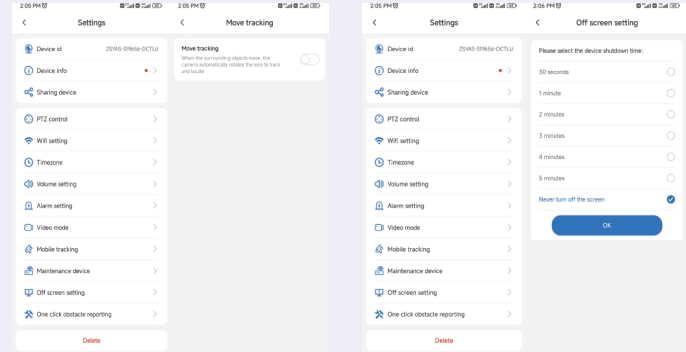 2:05 PM
Settings
Device id
ZSYAS-319656-DCTLU
Device info
Sharing device
PTZ control
Wifi setting
Timezone
Volume setting
Alarm setting
Video mode
Mobile tracking
Maintenance device
Off screen setting
One click obstacle reporting
Delete
2:05 PM
Move tracking
Move tracking
When the surrounding objects move, the
camera automatically rotates the lens to track
and locate
2:05 PM
Settings
Device id
ZSYAS-319656-DCTLU
Device info
Sharing device
PTZ control
Wifi setting
Timezone
Volume setting
Alarm setting
Video mode
Mobile tracking
Maintenance device
Off screen setting
One click obstacle reporting
Delete
2:06 PM
Off screen setting
Please select the device shutdown time:
30 seconds
1 minute
2 minutes
3 minutes
4 minutes
5 minutes
Never turn off the screen
OK